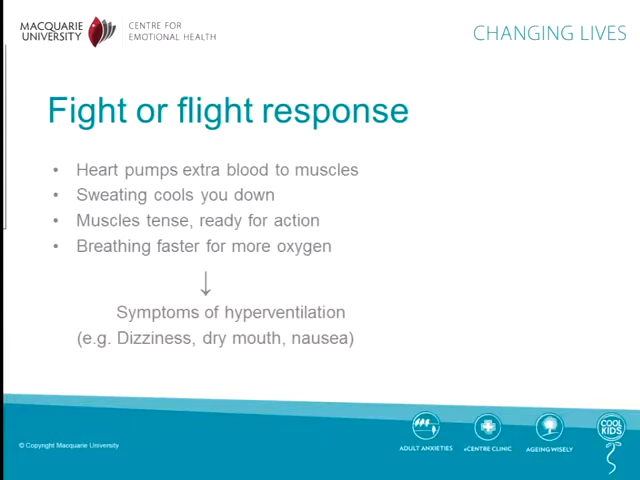 MACQUARIE
UNIVERSITY
CENTRE FOR
EMOTIONAL HEALTH
CHANGING LIVES
Fight or flight response
• Heart pumps extra blood to muscles
• Sweating cools you down
• Muscles tense, ready for action
• Breathing faster for more oxygen
↓
Symptoms of hyperventilation
(e.g. Dizziness, dry mouth, nausea)
© Copyright Macquarie University
ADULT ANXIETIES
eCENTRE CLINIC
AGEING WISELY
COOL
KIDS